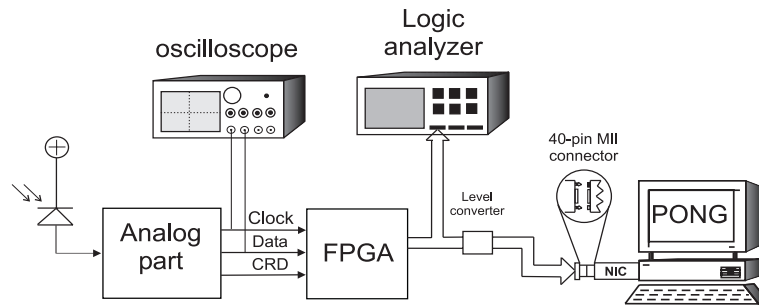 oscilloscope
Logic
analyzer
40-pin MII
connector
Level
converter
Analog
part
Clock
Data
CRD
FPGA
NIC
PONG